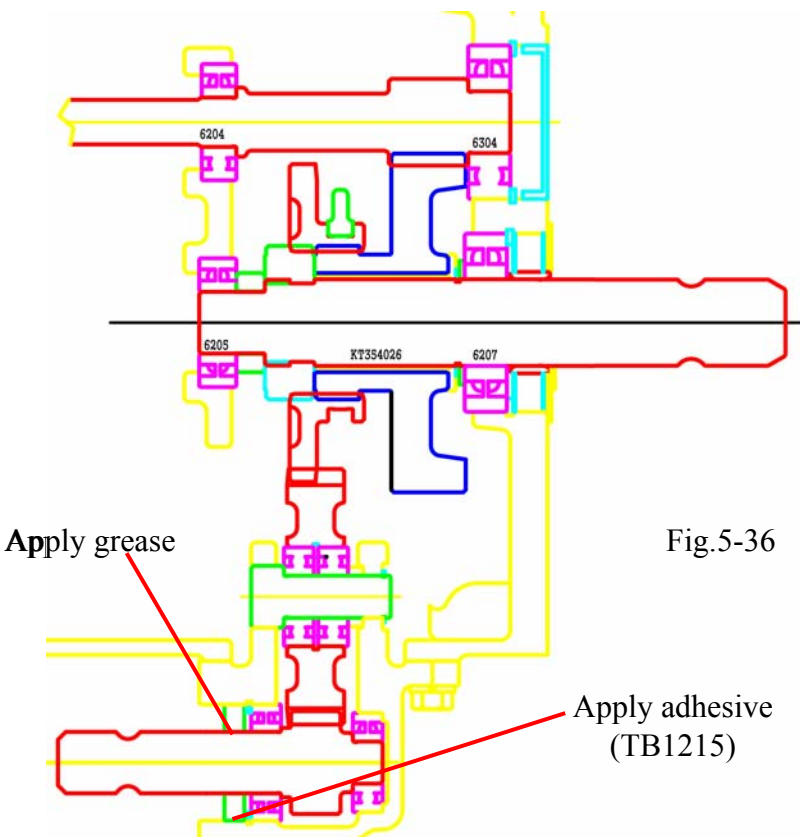 6204
6304
6205
KT354026
6207
Apply grease
Fig.5-36
Apply adhesive
(TB1215)